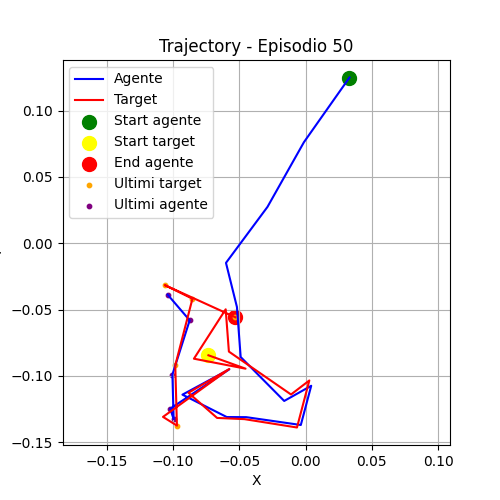 Trajectory - Episodio 50
Agente
Target
Start agente
Start target
End agente
Ultimi target
Ultimi agente
0.10
0.05
0.00
−0.05
−0.10
−0.15
−0.15 −0.10 −0.05 0.00 0.05 0.10
X